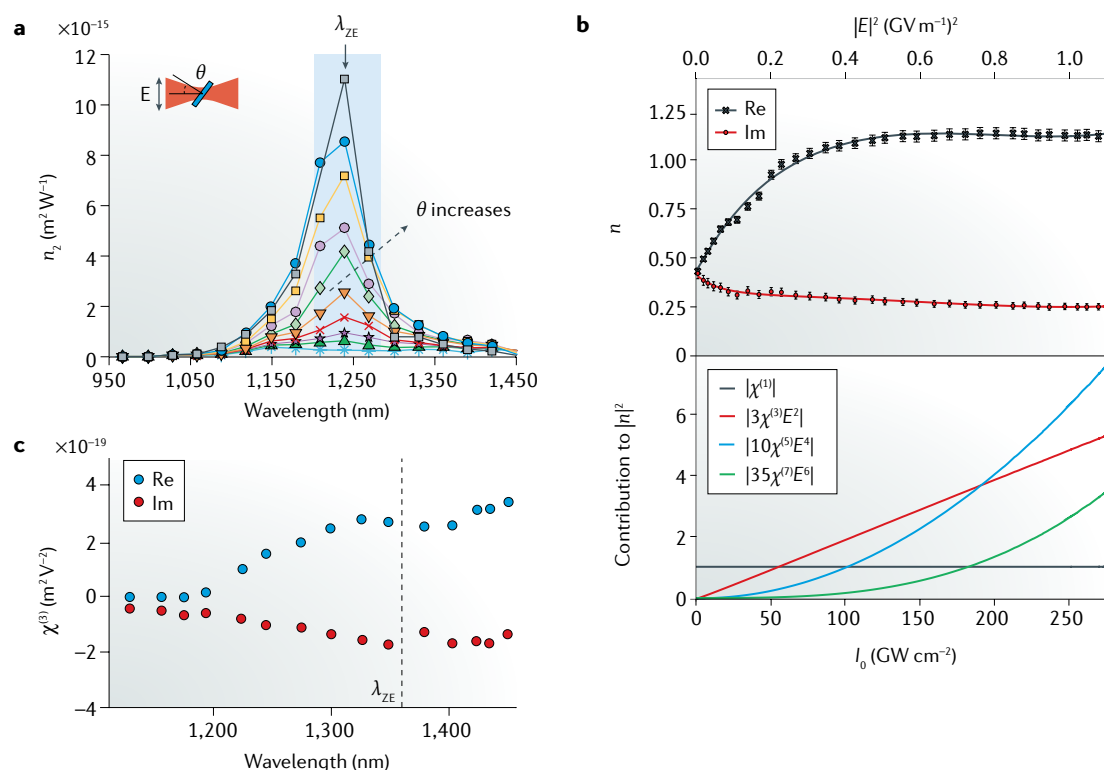 a
×10⁻¹⁵
λ_ZE
12
10
8
6
4
2
0
n₂ (m² W⁻¹)
E
θ
θ increases
950
1,050
1,150
1,250
1,350
1,450
Wavelength (nm)
b
|E|² (GV m⁻¹)²
0.0
0.2
0.4
0.6
0.8
1.0
Re
Im
1.25
1.00
0.75
0.50
0.25
0
n
|χ⁽¹⁾|
|3χ⁽³⁾E²|
|10χ⁽⁵⁾E⁴|
|35χ⁽⁷⁾E⁶|
6
4
2
0
Contribution to |n|²
0
50
100
150
200
250
I₀ (GW cm⁻²)
c
×10⁻¹⁹
Re
Im
4
2
0
−2
−4
χ⁽³⁾ (m² V⁻²)
λ_ZE
1,200
1,300
1,400
Wavelength (nm)